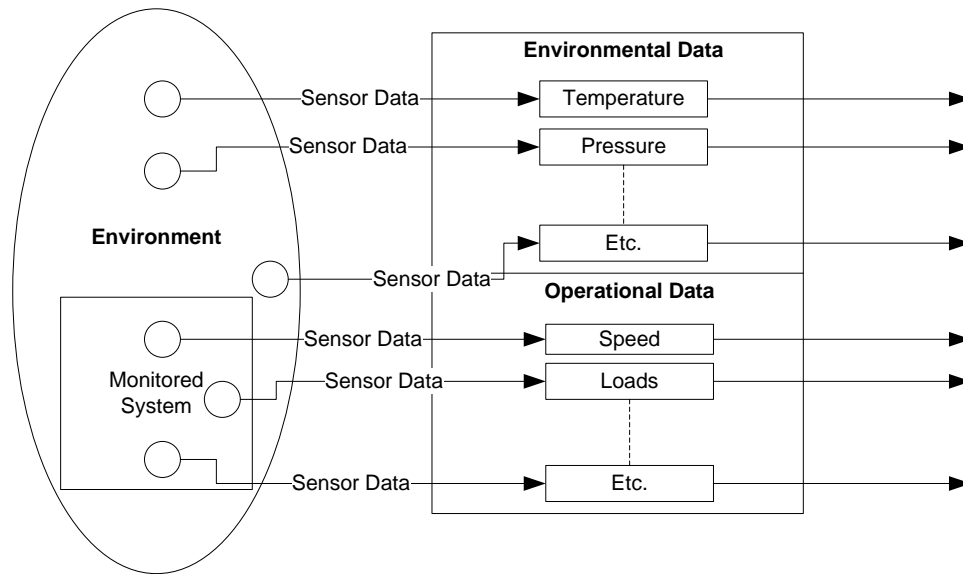 Environmental Data
Sensor Data
Temperature
Sensor Data
Pressure
Environment
Etc.
Sensor Data
Operational Data
Sensor Data
Speed
Monitored
System
Sensor Data
Loads
Sensor Data
Etc.